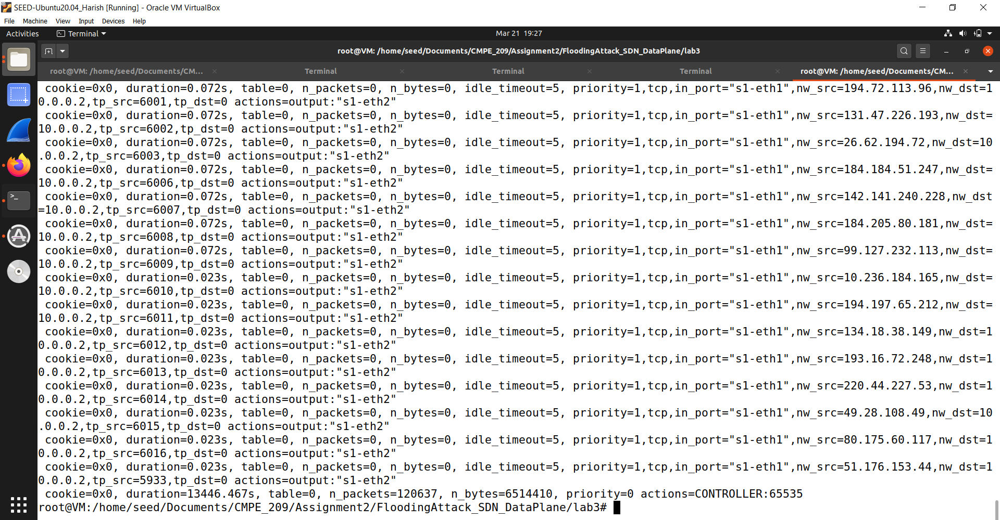 SEED-Ubuntu20.04_Harish [Running] - Oracle VM VirtualBox
File Machine View Input Devices Help
Activities Terminal Mar 21 19:27
root@VM: /home/seed/Documents/CMPE_209/Assignment2/FloodingAttack_SDN_DataPlane/lab3
root@VM: /home/seed/Documents/CM... Terminal Terminal Terminal root@VM: /home/seed/Documents/CM...
cookie=0x0, duration=0.072s, table=0, n_packets=0, n_bytes=0, idle_timeout=5, priority=1,tcp,in_port="s1-eth1",nw_src=194.72.113.96,nw_dst=1
0.0.0.2,tp_src=6001,tp_dst=0 actions=output:"s1-eth2"
cookie=0x0, duration=0.072s, table=0, n_packets=0, n_bytes=0, idle_timeout=5, priority=1,tcp,in_port="s1-eth1",nw_src=131.47.226.193,nw_dst=
10.0.0.2,tp_src=6002,tp_dst=0 actions=output:"s1-eth2"
cookie=0x0, duration=0.072s, table=0, n_packets=0, n_bytes=0, idle_timeout=5, priority=1,tcp,in_port="s1-eth1",nw_src=26.62.194.72,nw_dst=10
.0.0.2,tp_src=6003,tp_dst=0 actions=output:"s1-eth2"
cookie=0x0, duration=0.072s, table=0, n_packets=0, n_bytes=0, idle_timeout=5, priority=1,tcp,in_port="s1-eth1",nw_src=184.184.51.247,nw_dst=
10.0.0.2,tp_src=6006,tp_dst=0 actions=output:"s1-eth2"
cookie=0x0, duration=0.072s, table=0, n_packets=0, n_bytes=0, idle_timeout=5, priority=1,tcp,in_port="s1-eth1",nw_src=142.141.240.228,nw_dst
=10.0.0.2,tp_src=6007,tp_dst=0 actions=output:"s1-eth2"
cookie=0x0, duration=0.072s, table=0, n_packets=0, n_bytes=0, idle_timeout=5, priority=1,tcp,in_port="s1-eth1",nw_src=184.205.80.181,nw_dst=
10.0.0.2,tp_src=6008,tp_dst=0 actions=output:"s1-eth2"
cookie=0x0, duration=0.072s, table=0, n_packets=0, n_bytes=0, idle_timeout=5, priority=1,tcp,in_port="s1-eth1",nw_src=99.127.232.113,nw_dst=
10.0.0.2,tp_src=6009,tp_dst=0 actions=output:"s1-eth2"
cookie=0x0, duration=0.023s, table=0, n_packets=0, n_bytes=0, idle_timeout=5, priority=1,tcp,in_port="s1-eth1",nw_src=10.236.184.165,nw_dst=
10.0.0.2,tp_src=6010,tp_dst=0 actions=output:"s1-eth2"
cookie=0x0, duration=0.023s, table=0, n_packets=0, n_bytes=0, idle_timeout=5, priority=1,tcp,in_port="s1-eth1",nw_src=194.197.65.212,nw_dst=
10.0.0.2,tp_src=6011,tp_dst=0 actions=output:"s1-eth2"
cookie=0x0, duration=0.023s, table=0, n_packets=0, n_bytes=0, idle_timeout=5, priority=1,tcp,in_port="s1-eth1",nw_src=134.18.38.149,nw_dst=1
0.0.0.2,tp_src=6012,tp_dst=0 actions=output:"s1-eth2"
cookie=0x0, duration=0.023s, table=0, n_packets=0, n_bytes=0, idle_timeout=5, priority=1,tcp,in_port="s1-eth1",nw_src=193.16.72.248,nw_dst=1
0.0.0.2,tp_src=6013,tp_dst=0 actions=output:"s1-eth2"
cookie=0x0, duration=0.023s, table=0, n_packets=0, n_bytes=0, idle_timeout=5, priority=1,tcp,in_port="s1-eth1",nw_src=220.44.227.53,nw_dst=1
0.0.0.2,tp_src=6014,tp_dst=0 actions=output:"s1-eth2"
cookie=0x0, duration=0.023s, table=0, n_packets=0, n_bytes=0, idle_timeout=5, priority=1,tcp,in_port="s1-eth1",nw_src=49.28.108.49,nw_dst=10
.0.0.2,tp_src=6015,tp_dst=0 actions=output:"s1-eth2"
cookie=0x0, duration=0.023s, table=0, n_packets=0, n_bytes=0, idle_timeout=5, priority=1,tcp,in_port="s1-eth1",nw_src=80.175.60.117,nw_dst=1
0.0.0.2,tp_src=6016,tp_dst=0 actions=output:"s1-eth2"
cookie=0x0, duration=0.023s, table=0, n_packets=0, n_bytes=0, idle_timeout=5, priority=1,tcp,in_port="s1-eth1",nw_src=51.176.153.44,nw_dst=1
0.0.0.2,tp_src=5933,tp_dst=0 actions=output:"s1-eth2"
cookie=0x0, duration=13446.467s, table=0, n_packets=120637, n_bytes=6514410, priority=0 actions=CONTROLLER:65535
root@VM:/home/seed/Documents/CMPE_209/Assignment2/FloodingAttack_SDN_DataPlane/lab3#